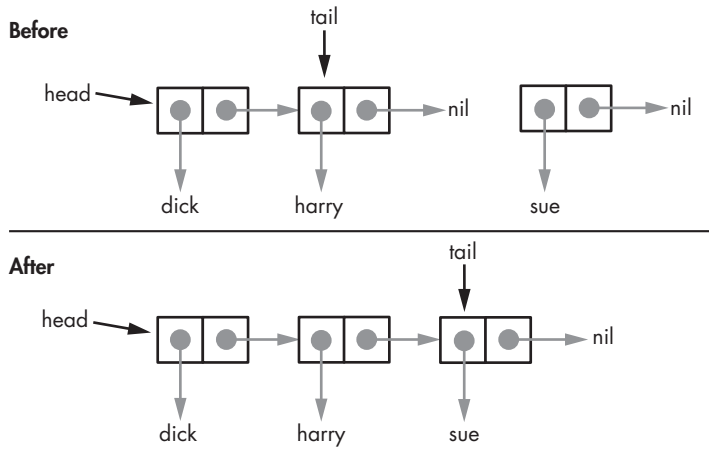 Before
tail
head
nil
nil
dick
harry
sue
After
tail
head
nil
dick
harry
sue